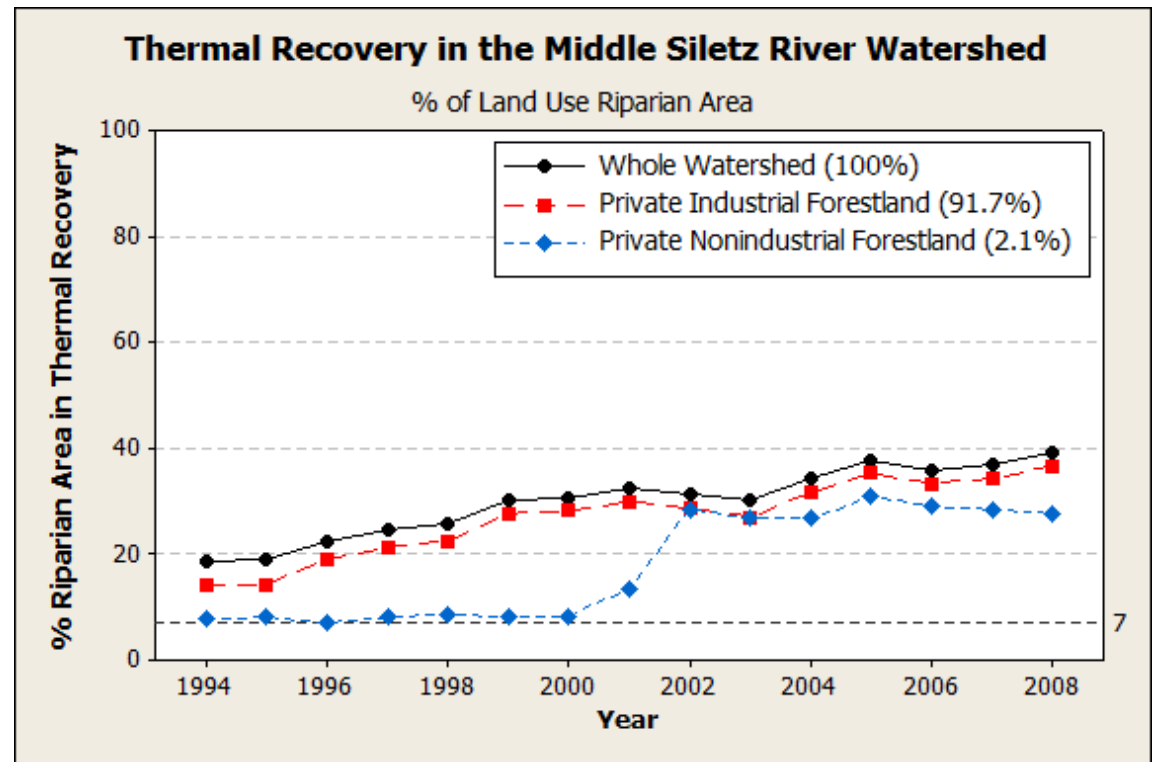 Thermal Recovery in the Middle Siletz River Watershed
% of Land Use Riparian Area
% Riparian Area in Thermal Recovery
100
80
60
40
20
0
Whole Watershed (100%)
Private Industrial Forestland (91.7%)
Private Nonindustrial Forestland (2.1%)
7
1994 1996 1998 2000 2002 2004 2006 2008
Year